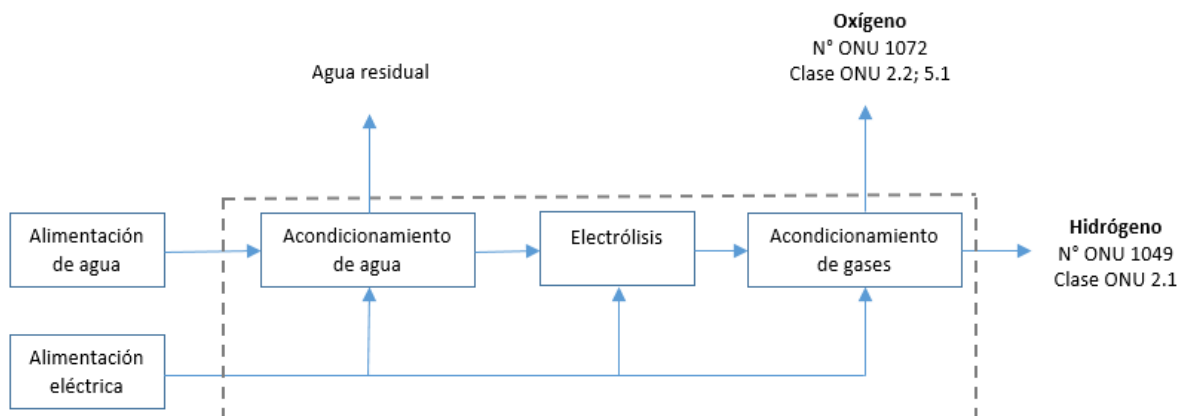 Oxígeno
N° ONU 1072
Clase ONU 2.2; 5.1
Agua residual
Alimentación
de agua
Acondicionamiento
de agua
Electrólisis
Acondicionamiento
de gases
Hidrógeno
N° ONU 1049
Clase ONU 2.1
Alimentación
eléctrica